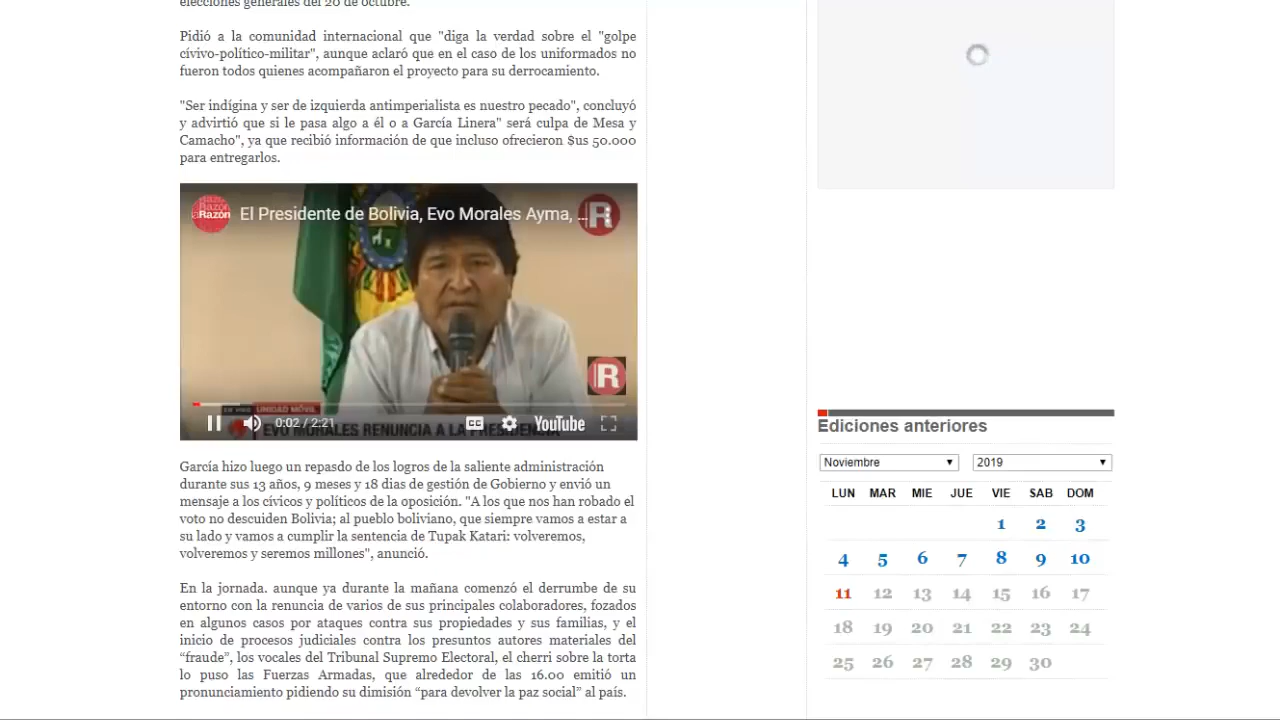 elecciones generales del 20 de octubre.
Pidió a la comunidad internacional que "diga la verdad sobre el "golpe
cívivo-político-militar", aunque aclaró que en el caso de los uniformados no
fueron todos quienes acompañaron el proyecto para su derrocamiento.
"Ser indígina y ser de izquierda antimperialista es nuestro pecado", concluyó
y advirtió que si le pasa algo a él o a García Linera" será culpa de Mesa y
Camacho", ya que recibió información de que incluso ofrecieron $us 50.000
para entregarlos.
laRazón
El Presidente de Bolivia, Evo Morales Ayma, ...
R
R
EN VIVO UNIDAD MÓVIL
0:02 / 2:21
CC
YouTube
EVO MORALES RENUNCIA A LA PRESIDENCIA
García hizo luego un repasdo de los logros de la saliente administración
durante sus 13 años, 9 meses y 18 días de gestión de Gobierno y envió un
mensaje a los cívicos y políticos de la oposición. "A los que nos han robado el
voto no descuiden Bolivia; al pueblo boliviano, que siempre vamos a estar a
su lado y vamos a cumplir la sentencia de Tupak Katari: volveremos,
volveremos y seremos millones", anunció.
En la jornada. aunque ya durante la mañana comenzó el derrumbe de su
entorno con la renuncia de varios de sus principales colaboradores, fozados
en algunos casos por ataques contra sus propiedades y sus familias, y el
inicio de procesos judiciales contra los presuntos autores materiales del
“fraude”, los vocales del Tribunal Supremo Electoral, el cherri sobre la torta
lo puso las Fuerzas Armadas, que alrededor de las 16.00 emitió un
pronunciamiento pidiendo su dimisión “para devolver la paz social” al país.
Ediciones anteriores
Noviembre 2019
LUN MAR MIE JUE VIE SAB DOM
1 2 3
4 5 6 7 8 9 10
11 12 13 14 15 16 17
18 19 20 21 22 23 24
25 26 27 28 29 30